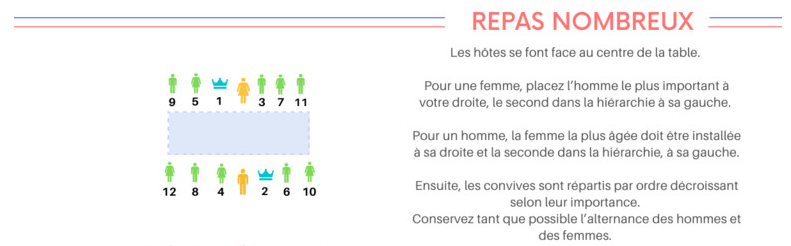 REPAS NOMBREUX
Les hôtes se font face au centre de la table.
Pour une femme, placez l'homme le plus important à
votre droite, le second dans la hiérarchie à sa gauche.
Pour un homme, la femme la plus âgée doit être installée
à sa droite et la seconde dans la hiérarchie, à sa gauche.
Ensuite, les convives sont répartis par ordre décroissant
selon leur importance.
Conservez tant que possible l'alternance des hommes et
des femmes.
9 5 1 3 7 11
12 8 4 2 6 10